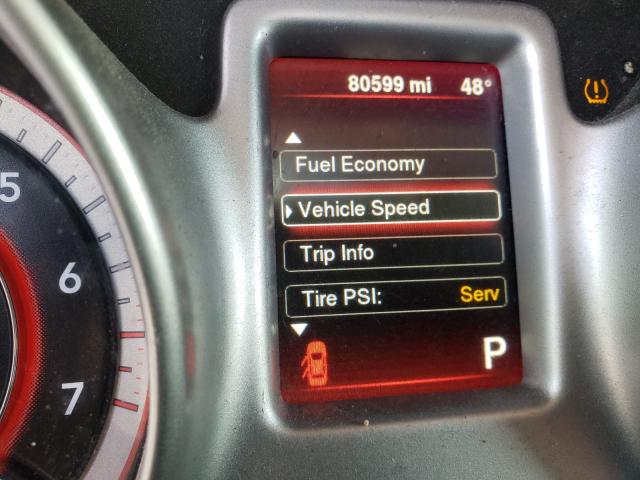 80599 mi 48°
Fuel Economy
Vehicle Speed
Trip Info
Tire PSI: Serv
P
5
6
7